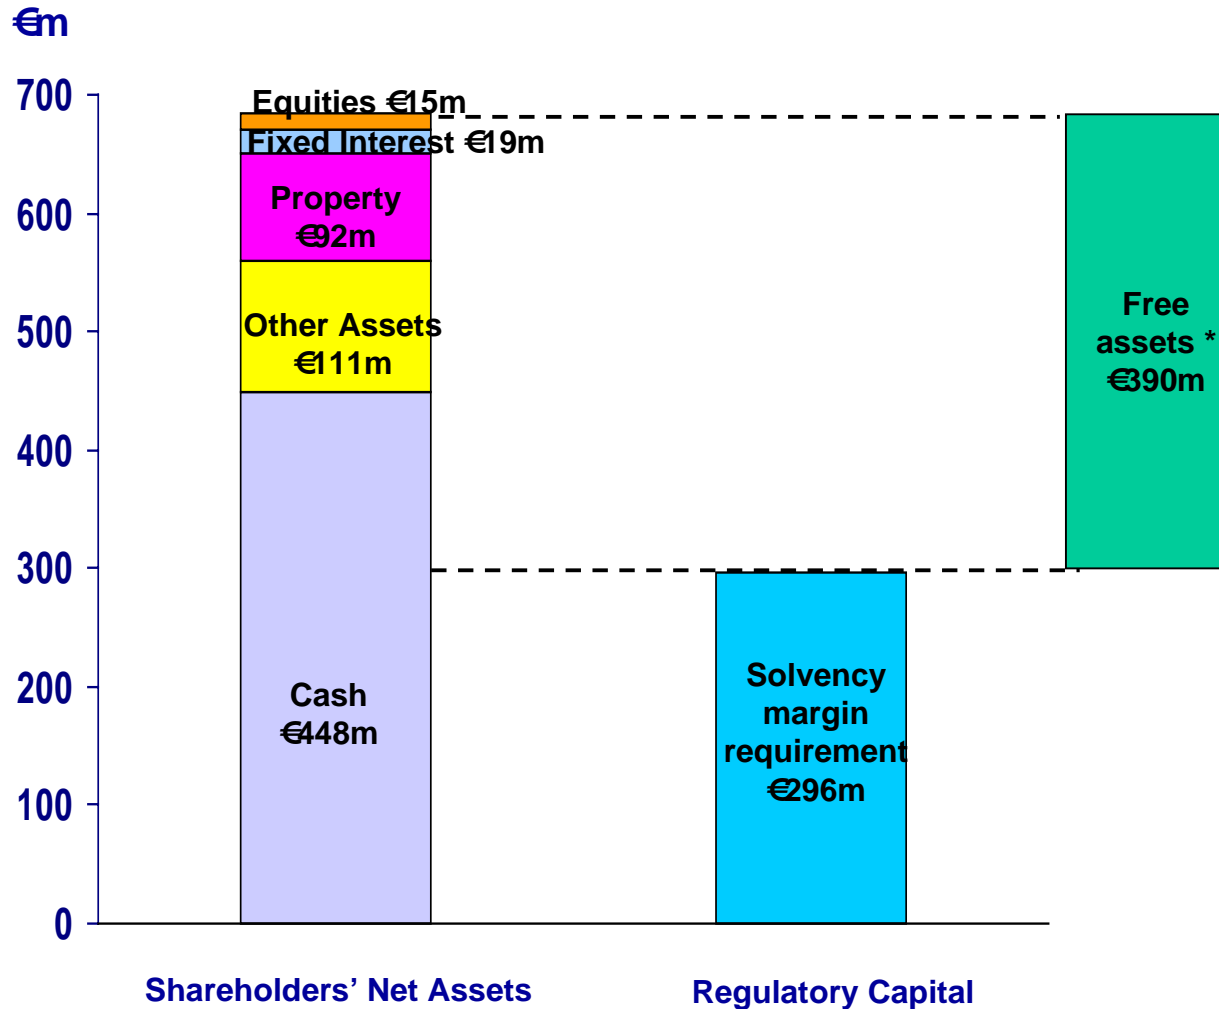 €m
700
600
500
400
300
200
100
0
Equities €15m
Fixed Interest €19m
Property
€92m
Other Assets
€111m
Cash
€448m
Solvency
margin
requirement
€296m
Free
assets *
€390m
Shareholders’ Net Assets
Regulatory Capital